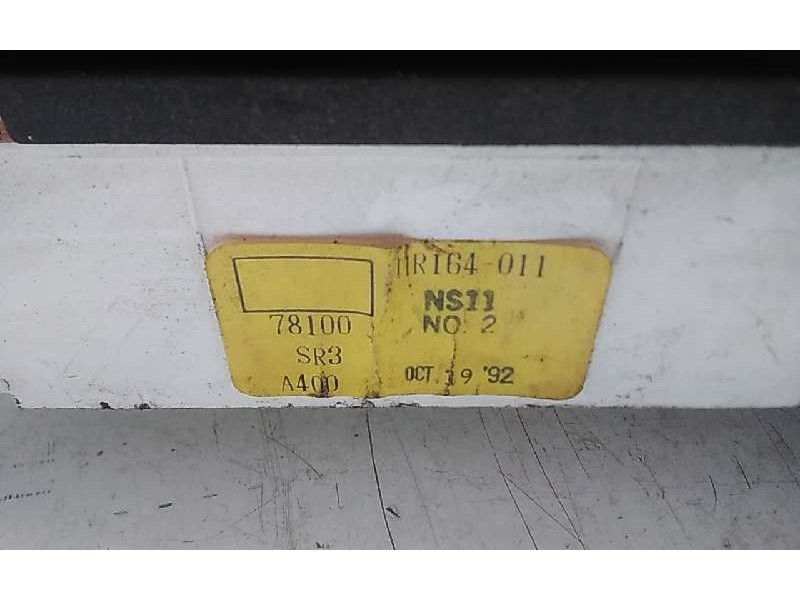 HR164-011
NS11
NO. 2
78100
SR3
A400
OCT. 19 '92